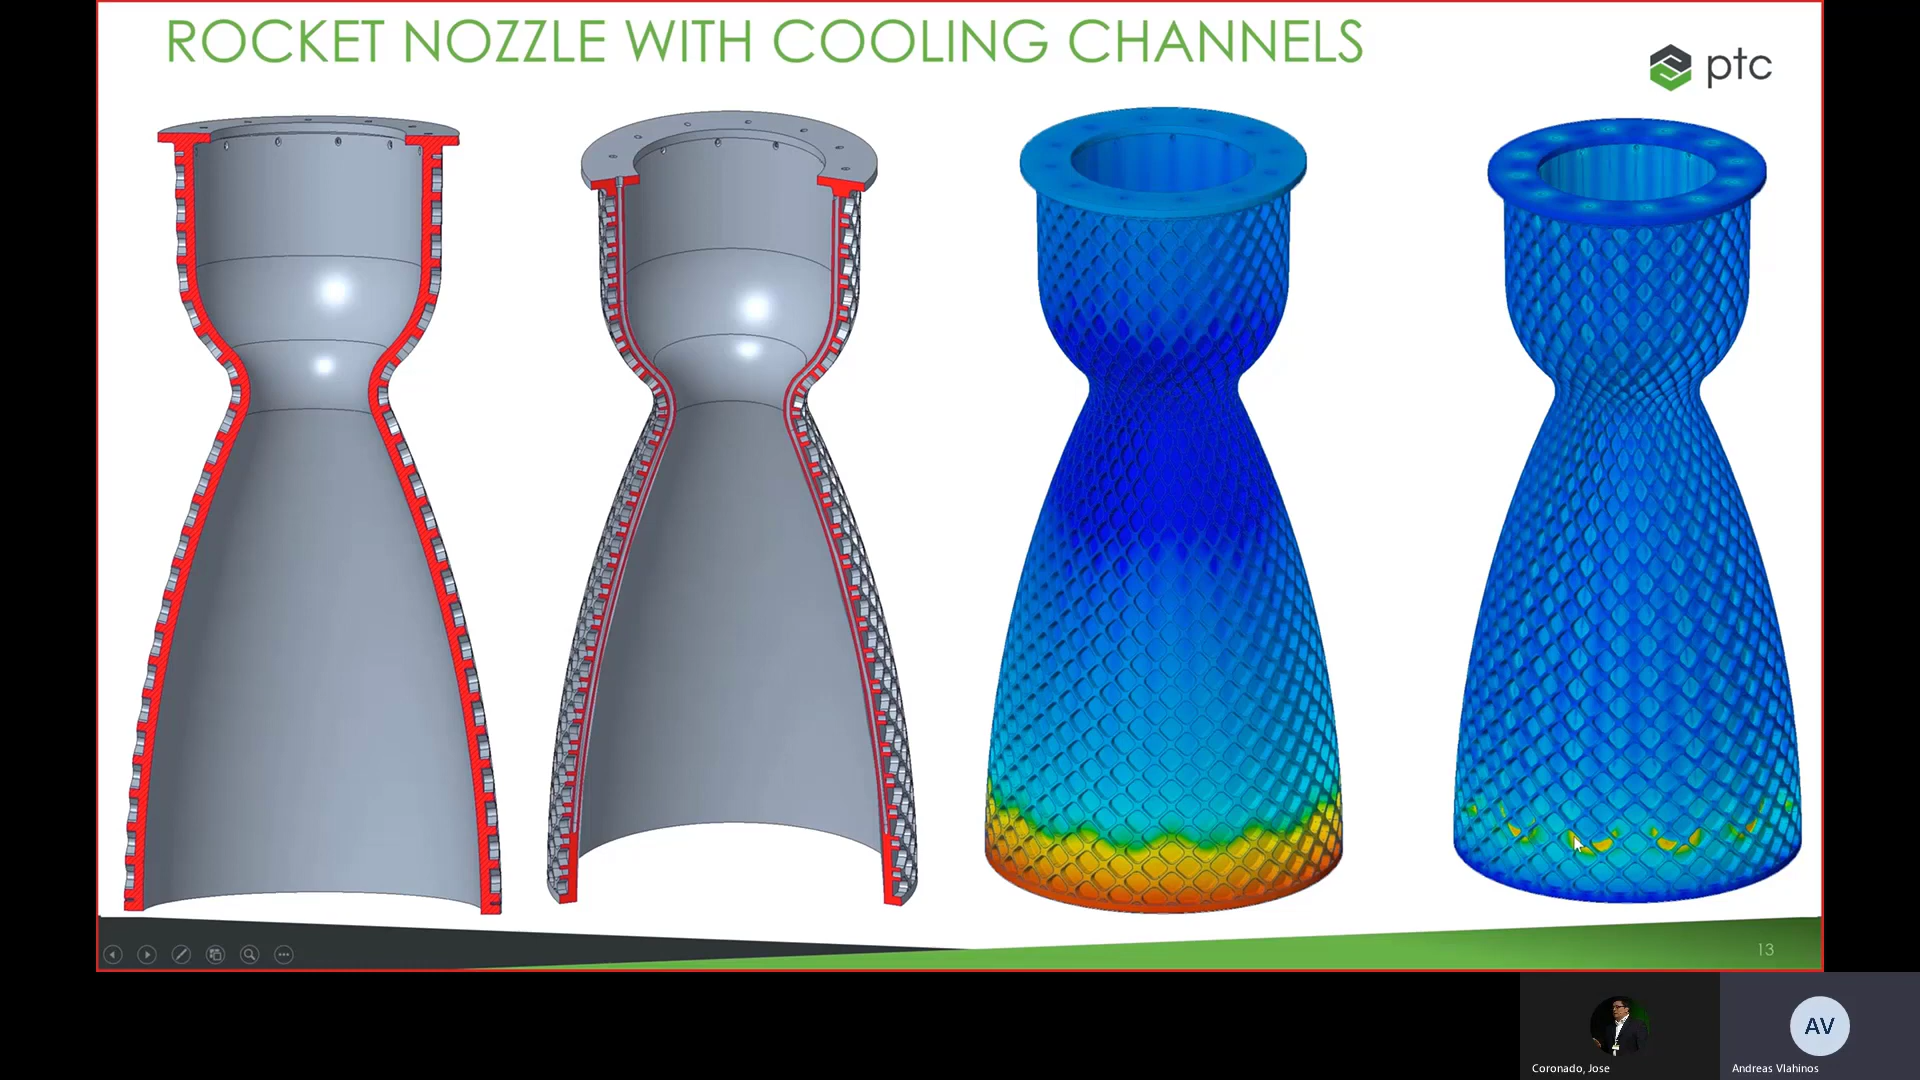 ROCKET NOZZLE WITH COOLING CHANNELS
ptc
13
AV
Coronado, Jose
Andreas Vlahinos